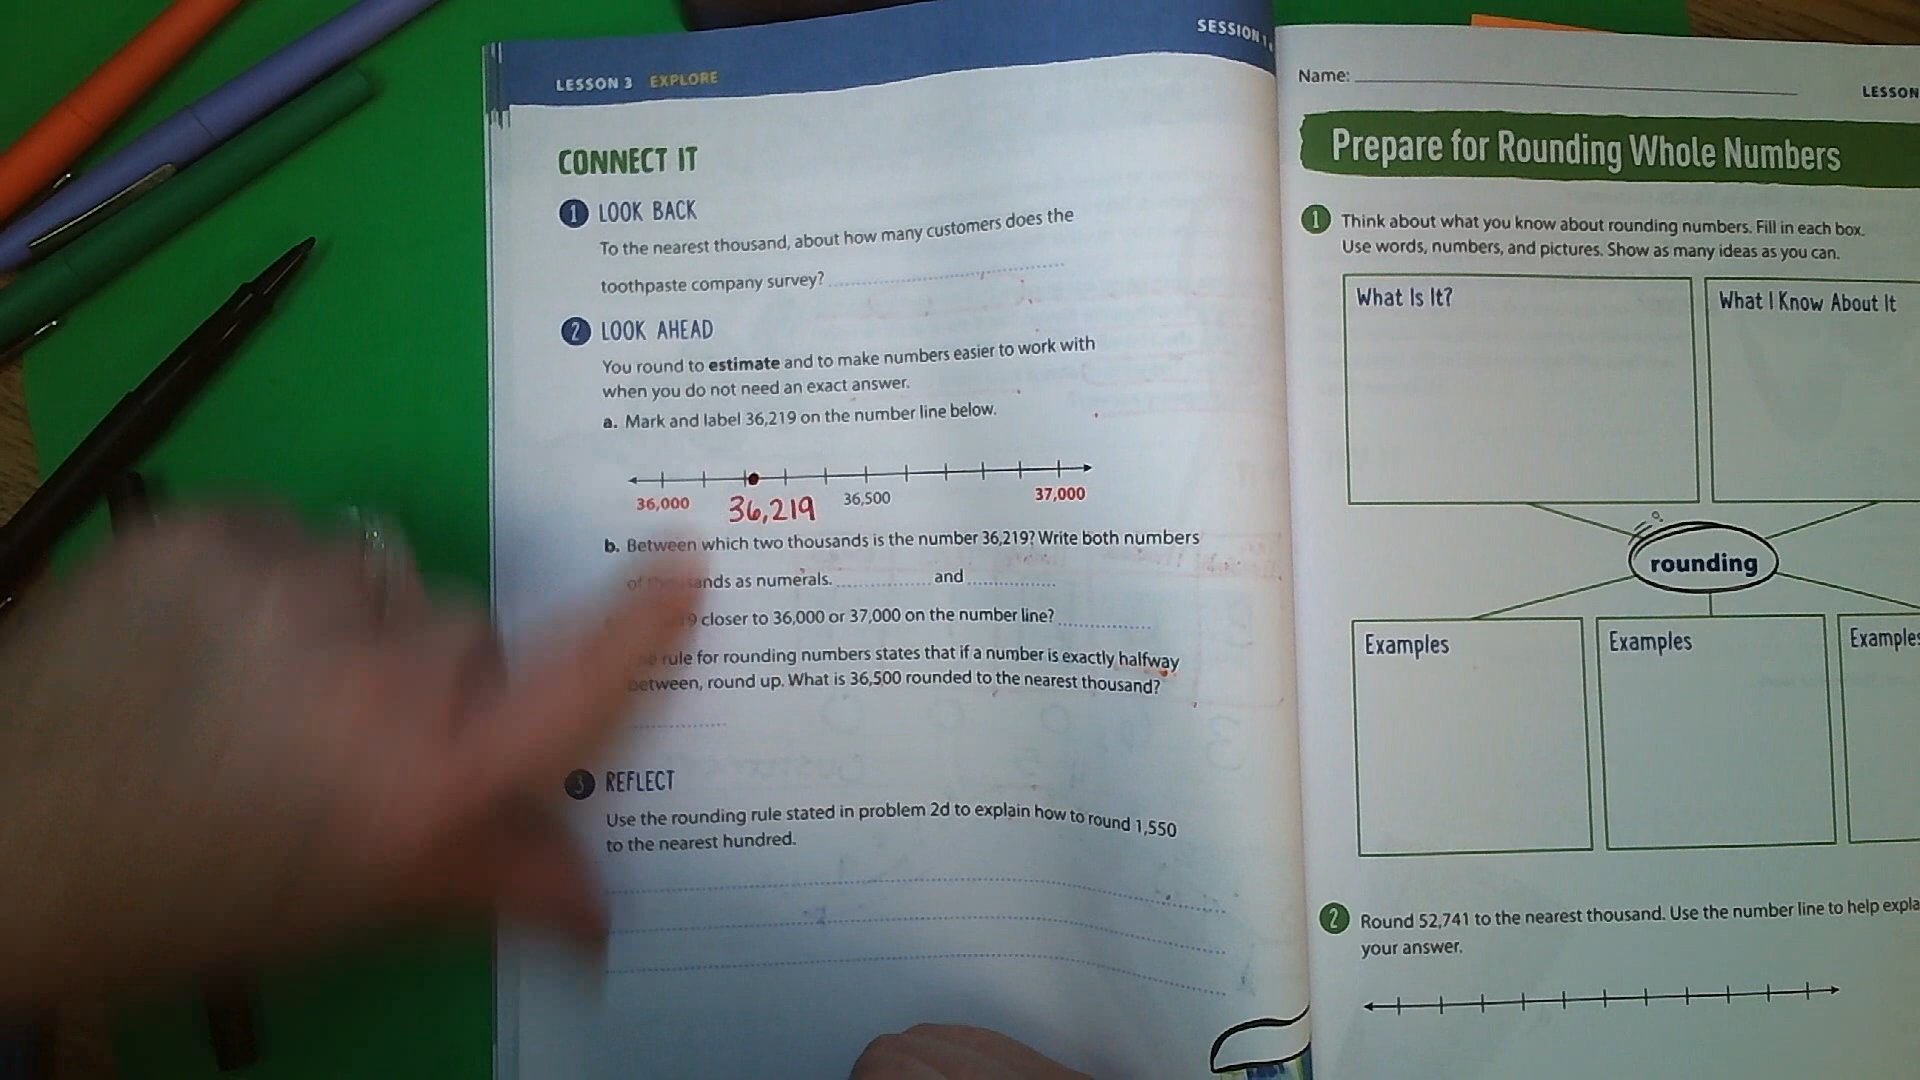 LESSON 3 EXPLORE
SESSION 1
CONNECT IT
1 LOOK BACK
To the nearest thousand, about how many customers does the
toothpaste company survey?
2 LOOK AHEAD
You round to estimate and to make numbers easier to work with
when you do not need an exact answer.
a. Mark and label 36,219 on the number line below.
36,000 36,219 36,500 37,000
b. Between which two thousands is the number 36,219? Write both numbers
of thousands as numerals. and
closer to 36,000 or 37,000 on the number line?
rule for rounding numbers states that if a number is exactly halfway
between, round up. What is 36,500 rounded to the nearest thousand?
3 REFLECT
Use the rounding rule stated in problem 2d to explain how to round 1,550
to the nearest hundred.
Name:
LESSON
Prepare for Rounding Whole Numbers
1 Think about what you know about rounding numbers. Fill in each box.
Use words, numbers, and pictures. Show as many ideas as you can.
What Is It?
What I Know About It
rounding
Examples
Examples
Examples
2 Round 52,741 to the nearest thousand. Use the number line to help
your answer.